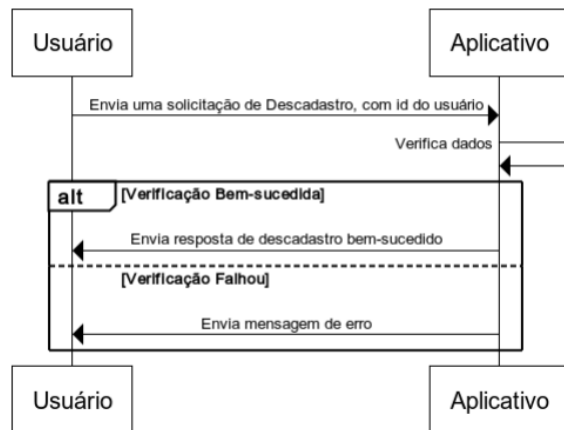 Usuário
Aplicativo
Envia uma solicitação de Descadastro, com id do usuário
Verifica dados
alt
[Verificação Bem-sucedida]
Envia resposta de descadastro bem-sucedido
[Verificação Falhou]
Envia mensagem de erro
Usuário
Aplicativo